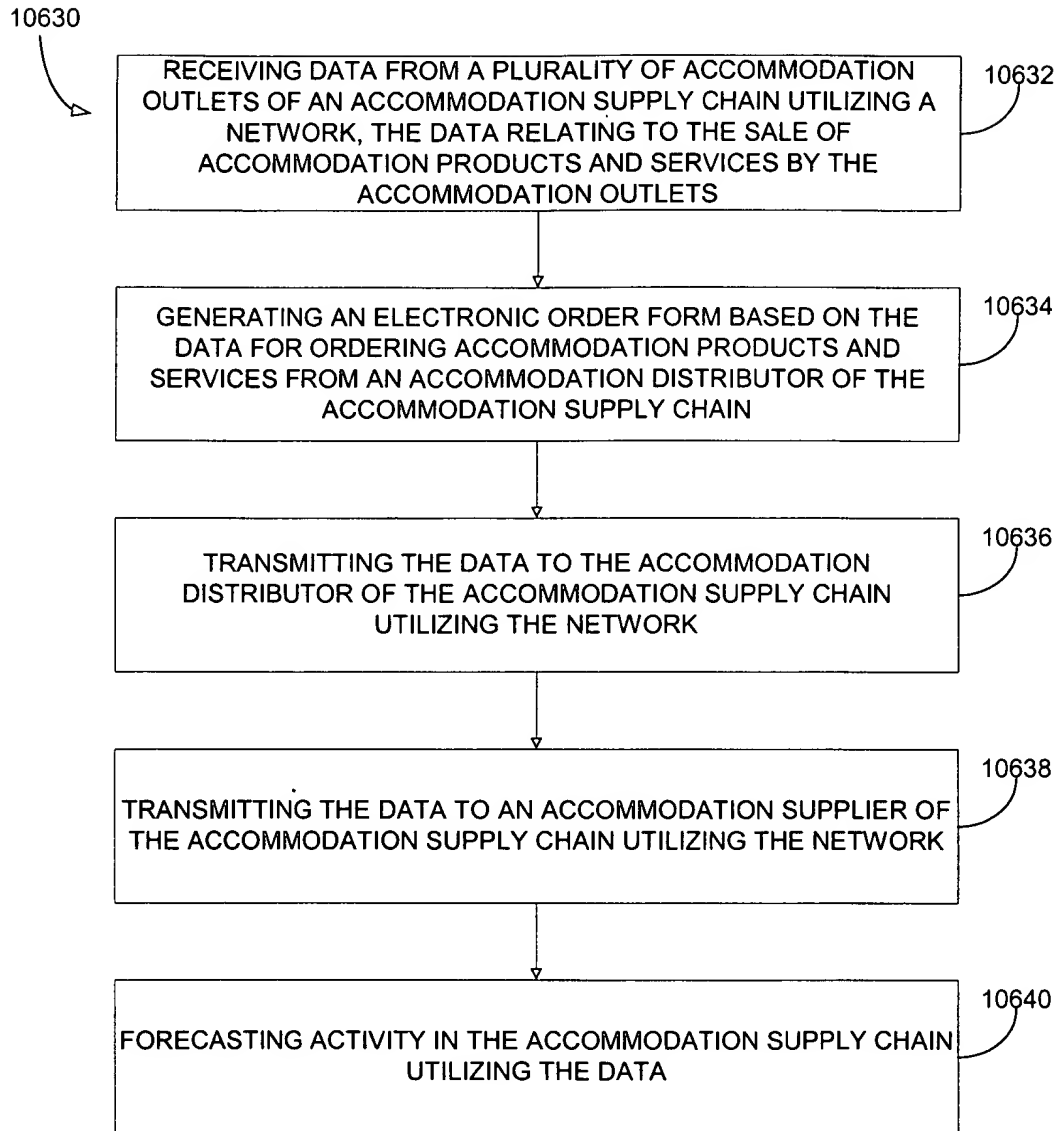 10630
RECEIVING DATA FROM A PLURALITY OF ACCOMMODATION
OUTLETS OF AN ACCOMMODATION SUPPLY CHAIN UTILIZING A
NETWORK, THE DATA RELATING TO THE SALE OF
ACCOMMODATION PRODUCTS AND SERVICES BY THE
ACCOMMODATION OUTLETS
10632
GENERATING AN ELECTRONIC ORDER FORM BASED ON THE
DATA FOR ORDERING ACCOMMODATION PRODUCTS AND
SERVICES FROM AN ACCOMMODATION DISTRIBUTOR OF THE
ACCOMMODATION SUPPLY CHAIN
10634
TRANSMITTING THE DATA TO THE ACCOMMODATION
DISTRIBUTOR OF THE ACCOMMODATION SUPPLY CHAIN
UTILIZING THE NETWORK
10636
TRANSMITTING THE DATA TO AN ACCOMMODATION SUPPLIER OF
THE ACCOMMODATION SUPPLY CHAIN UTILIZING THE NETWORK
10638
FORECASTING ACTIVITY IN THE ACCOMMODATION SUPPLY CHAIN
UTILIZING THE DATA
10640